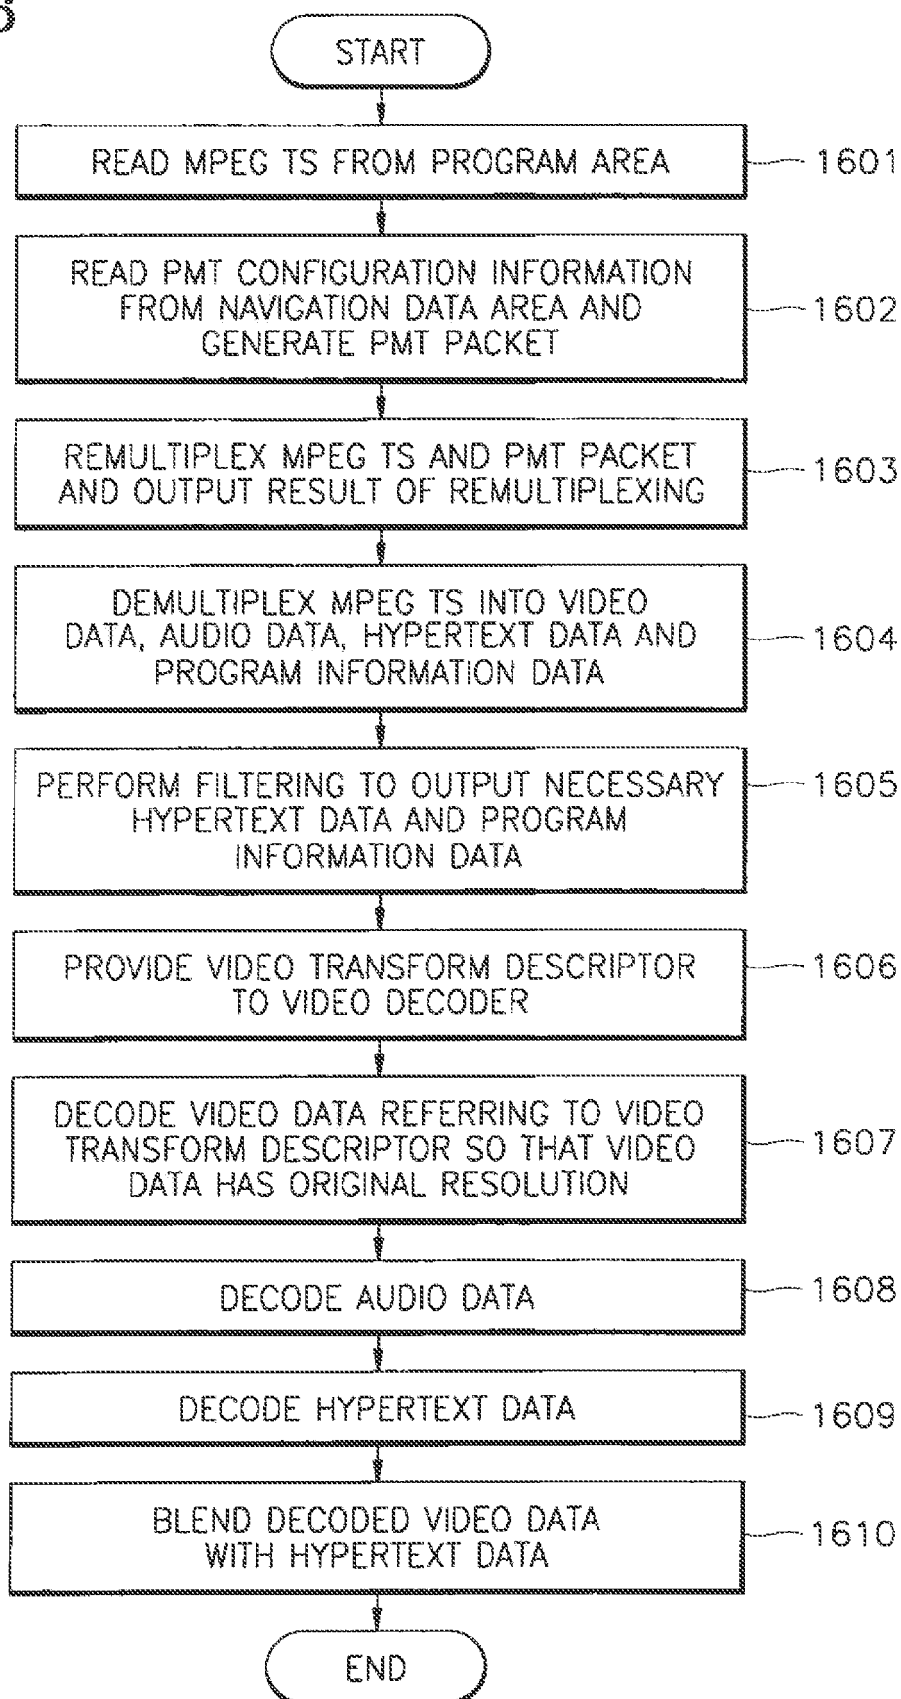 START
READ MPEG TS FROM PROGRAM AREA
1601
READ PMT CONFIGURATION INFORMATION
FROM NAVIGATION DATA AREA AND
GENERATE PMT PACKET
1602
REMULTIPLEX MPEG TS AND PMT PACKET
AND OUTPUT RESULT OF REMULTIPLEXING
1603
DEMULTIPLEX MPEG TS INTO VIDEO
DATA, AUDIO DATA, HYPERTEXT DATA AND
PROGRAM INFORMATION DATA
1604
PERFORM FILTERING TO OUTPUT NECESSARY
HYPERTEXT DATA AND PROGRAM
INFORMATION DATA
1605
PROVIDE VIDEO TRANSFORM DESCRIPTOR
TO VIDEO DECODER
1606
DECODE VIDEO DATA REFERRING TO VIDEO
TRANSFORM DESCRIPTOR SO THAT VIDEO
DATA HAS ORIGINAL RESOLUTION
1607
DECODE AUDIO DATA
1608
DECODE HYPERTEXT DATA
1609
BLEND DECODED VIDEO DATA
WITH HYPERTEXT DATA
1610
END